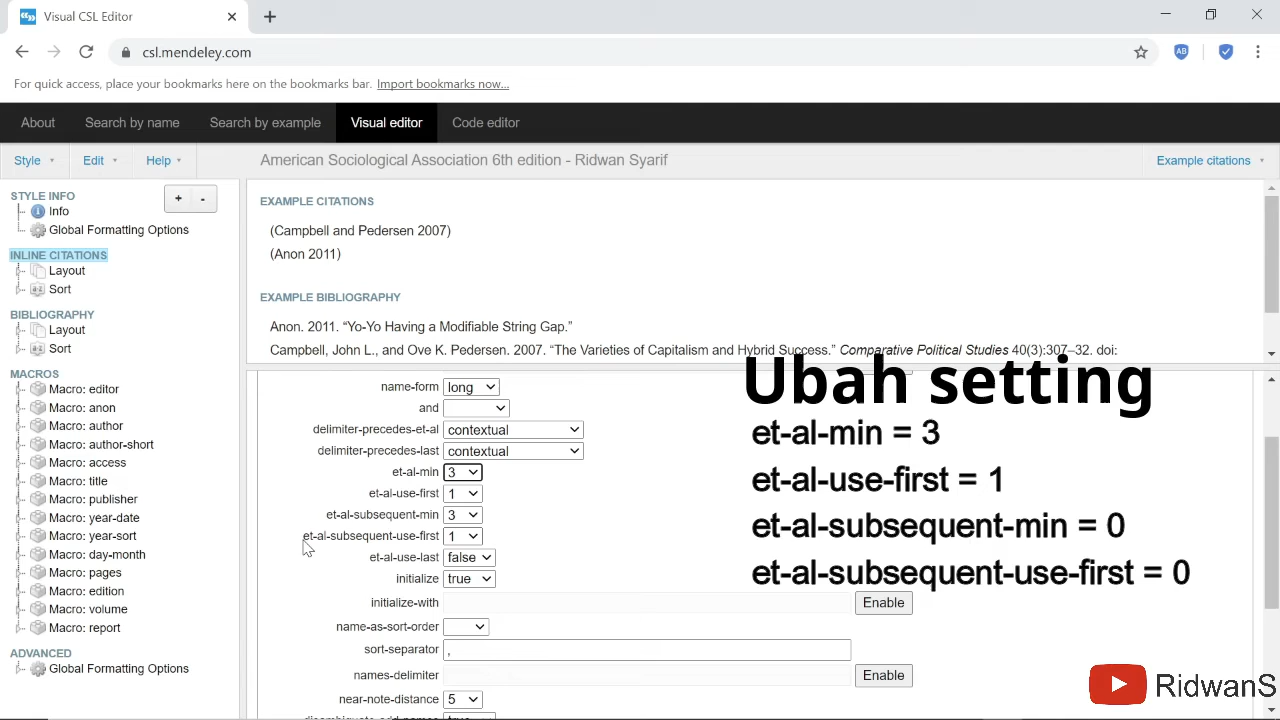 Visual CSL Editor
csl.mendeley.com
For quick access, place your bookmarks here on the bookmarks bar. Import bookmarks now...
About Search by name Search by example Visual editor Code editor
Style Edit Help American Sociological Association 6th edition - Ridwan Syarif Example citations
STYLE INFO
+ -
Info
Global Formatting Options
INLINE CITATIONS
Layout
Sort
BIBLIOGRAPHY
Layout
Sort
MACROS
Macro: editor
Macro: anon
Macro: author
Macro: author-short
Macro: access
Macro: title
Macro: publisher
Macro: year-date
Macro: year-sort
Macro: day-month
Macro: pages
Macro: edition
Macro: volume
Macro: report
ADVANCED
Global Formatting Options
EXAMPLE CITATIONS
(Campbell and Pedersen 2007)
(Anon 2011)
EXAMPLE BIBLIOGRAPHY
Anon. 2011. “Yo-Yo Having a Modifiable String Gap.”
Campbell, John L., and Ove K. Pedersen. 2007. “The Varieties of Capitalism and Hybrid Success.” Comparative Political Studies 40(3):307–32. doi:
name-form long
and
delimiter-precedes-et-al contextual
delimiter-precedes-last contextual
et-al-min 3
et-al-use-first 1
et-al-subsequent-min 3
et-al-subsequent-use-first 1
et-al-use-last false
initialize true
initialize-with Enable
name-as-sort-order
sort-separator ,
names-delimiter Enable
near-note-distance 5
disambiguate-add-names true
Ubah setting
et-al-min = 3
et-al-use-first = 1
et-al-subsequent-min = 0
et-al-subsequent-use-first = 0
RidwanS